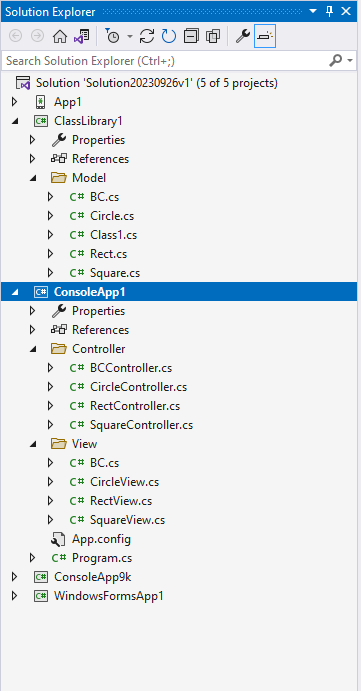 Solution Explorer
Search Solution Explorer (Ctrl+;)
Solution 'Solution20230926v1' (5 of 5 projects)
App1
C# ClassLibrary1
Properties
References
Model
C# BC.cs
C# Circle.cs
C# Class1.cs
C# Rect.cs
C# Square.cs
C# ConsoleApp1
Properties
References
Controller
C# BCController.cs
C# CircleController.cs
C# RectController.cs
C# SquareController.cs
View
C# BC.cs
C# CircleView.cs
C# RectView.cs
C# SquareView.cs
App.config
C# Program.cs
C# ConsoleApp9k
C# WindowsFormsApp1